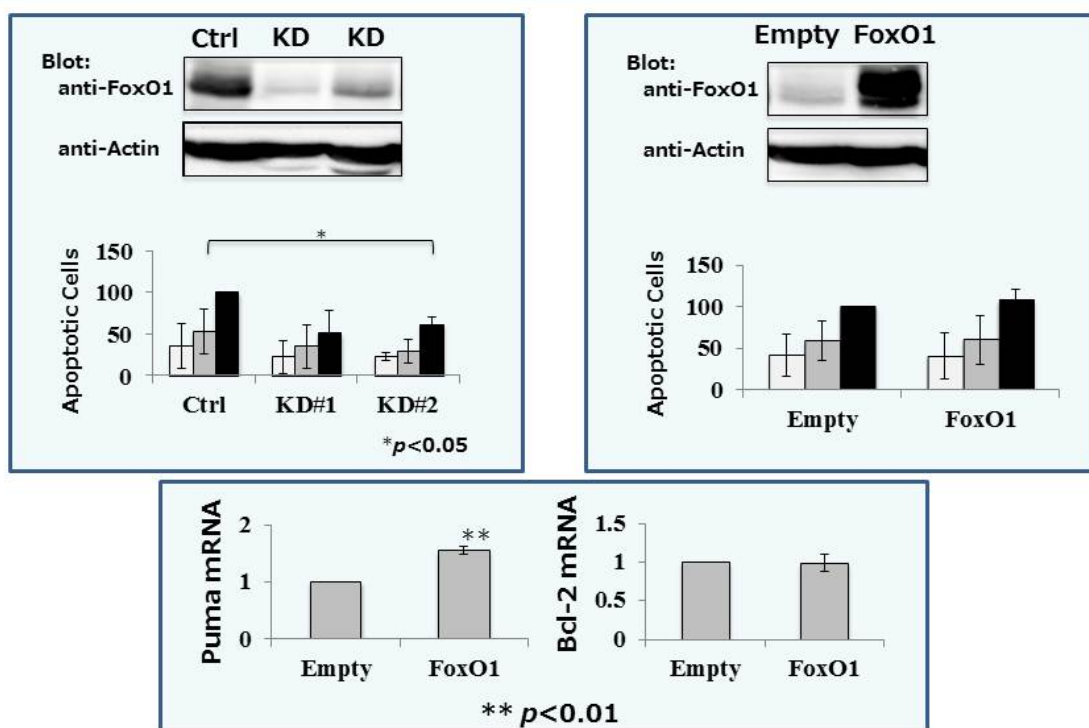 Ctrl KD KD
Blot:
anti-FoxO1
anti-Actin
*
Apoptotic Cells
150
100
50
0
Ctrl KD#1 KD#2
*p<0.05
Empty FoxO1
Blot:
anti-FoxO1
anti-Actin
Apoptotic Cells
150
100
50
0
Empty FoxO1
Puma mRNA
2
1
0
**
Empty FoxO1
Bcl-2 mRNA
1.5
1
0.5
0
Empty FoxO1
** p<0.01